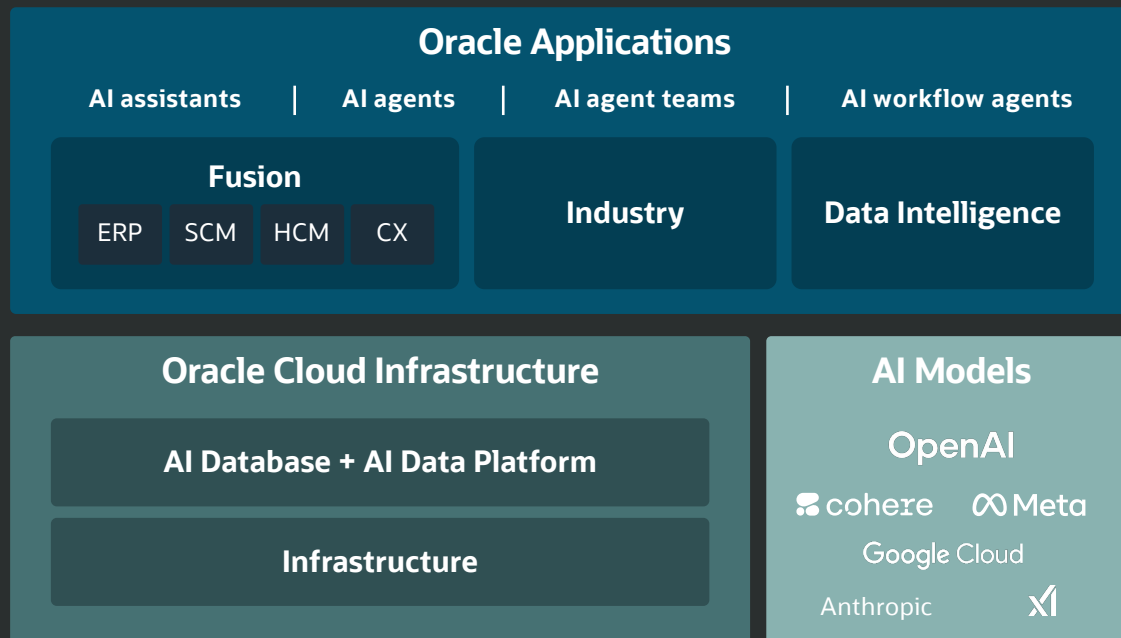 Oracle Applications
AI assistants | AI agents | AI agent teams | AI workflow agents
Fusion
ERP SCM HCM CX
Industry
Data Intelligence
Oracle Cloud Infrastructure
AI Database + AI Data Platform
Infrastructure
AI Models
OpenAI
cohere Meta
Google Cloud
Anthropic xI